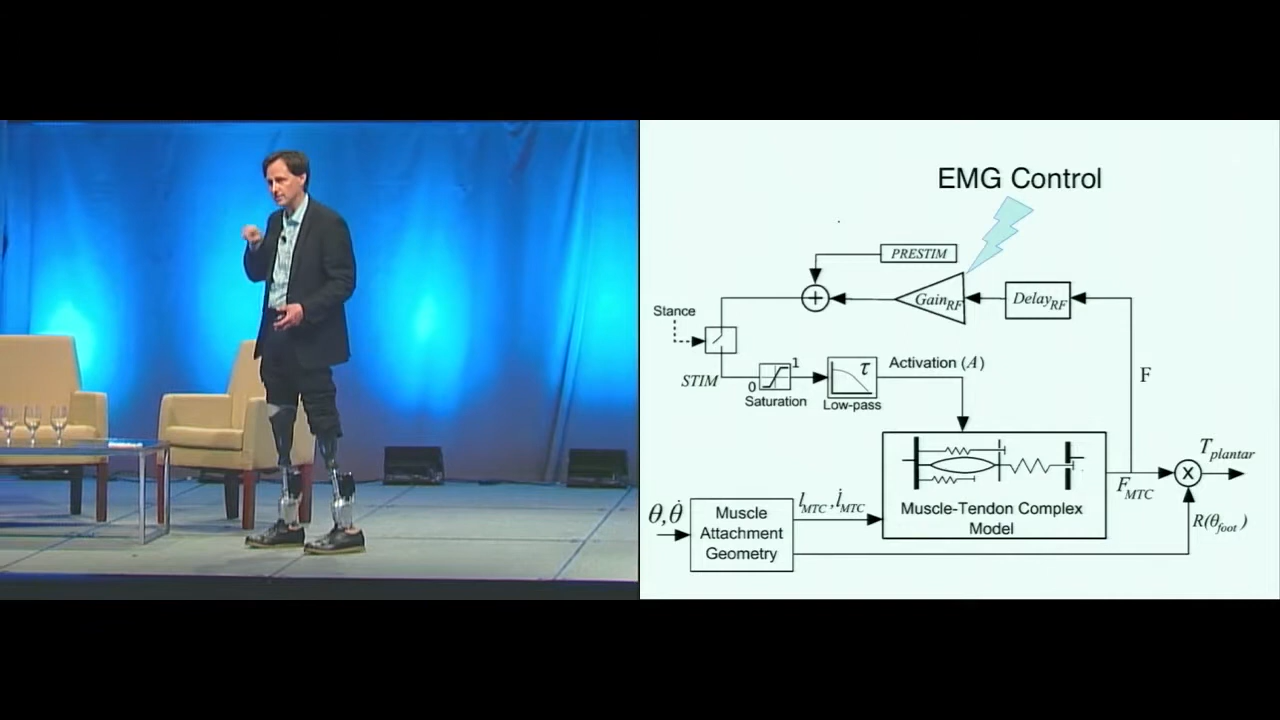 EMG Control
PRESTIM
+
Gain_RF
Delay_RF
Stance
STIM
0
1
Saturation
τ
Low-pass
Activation (A)
F
θ, θ̇
Muscle
Attachment
Geometry
l_MTC, l̇_MTC
Muscle-Tendon Complex
Model
F_MTC
X
T_plantar
R(θ_foot)